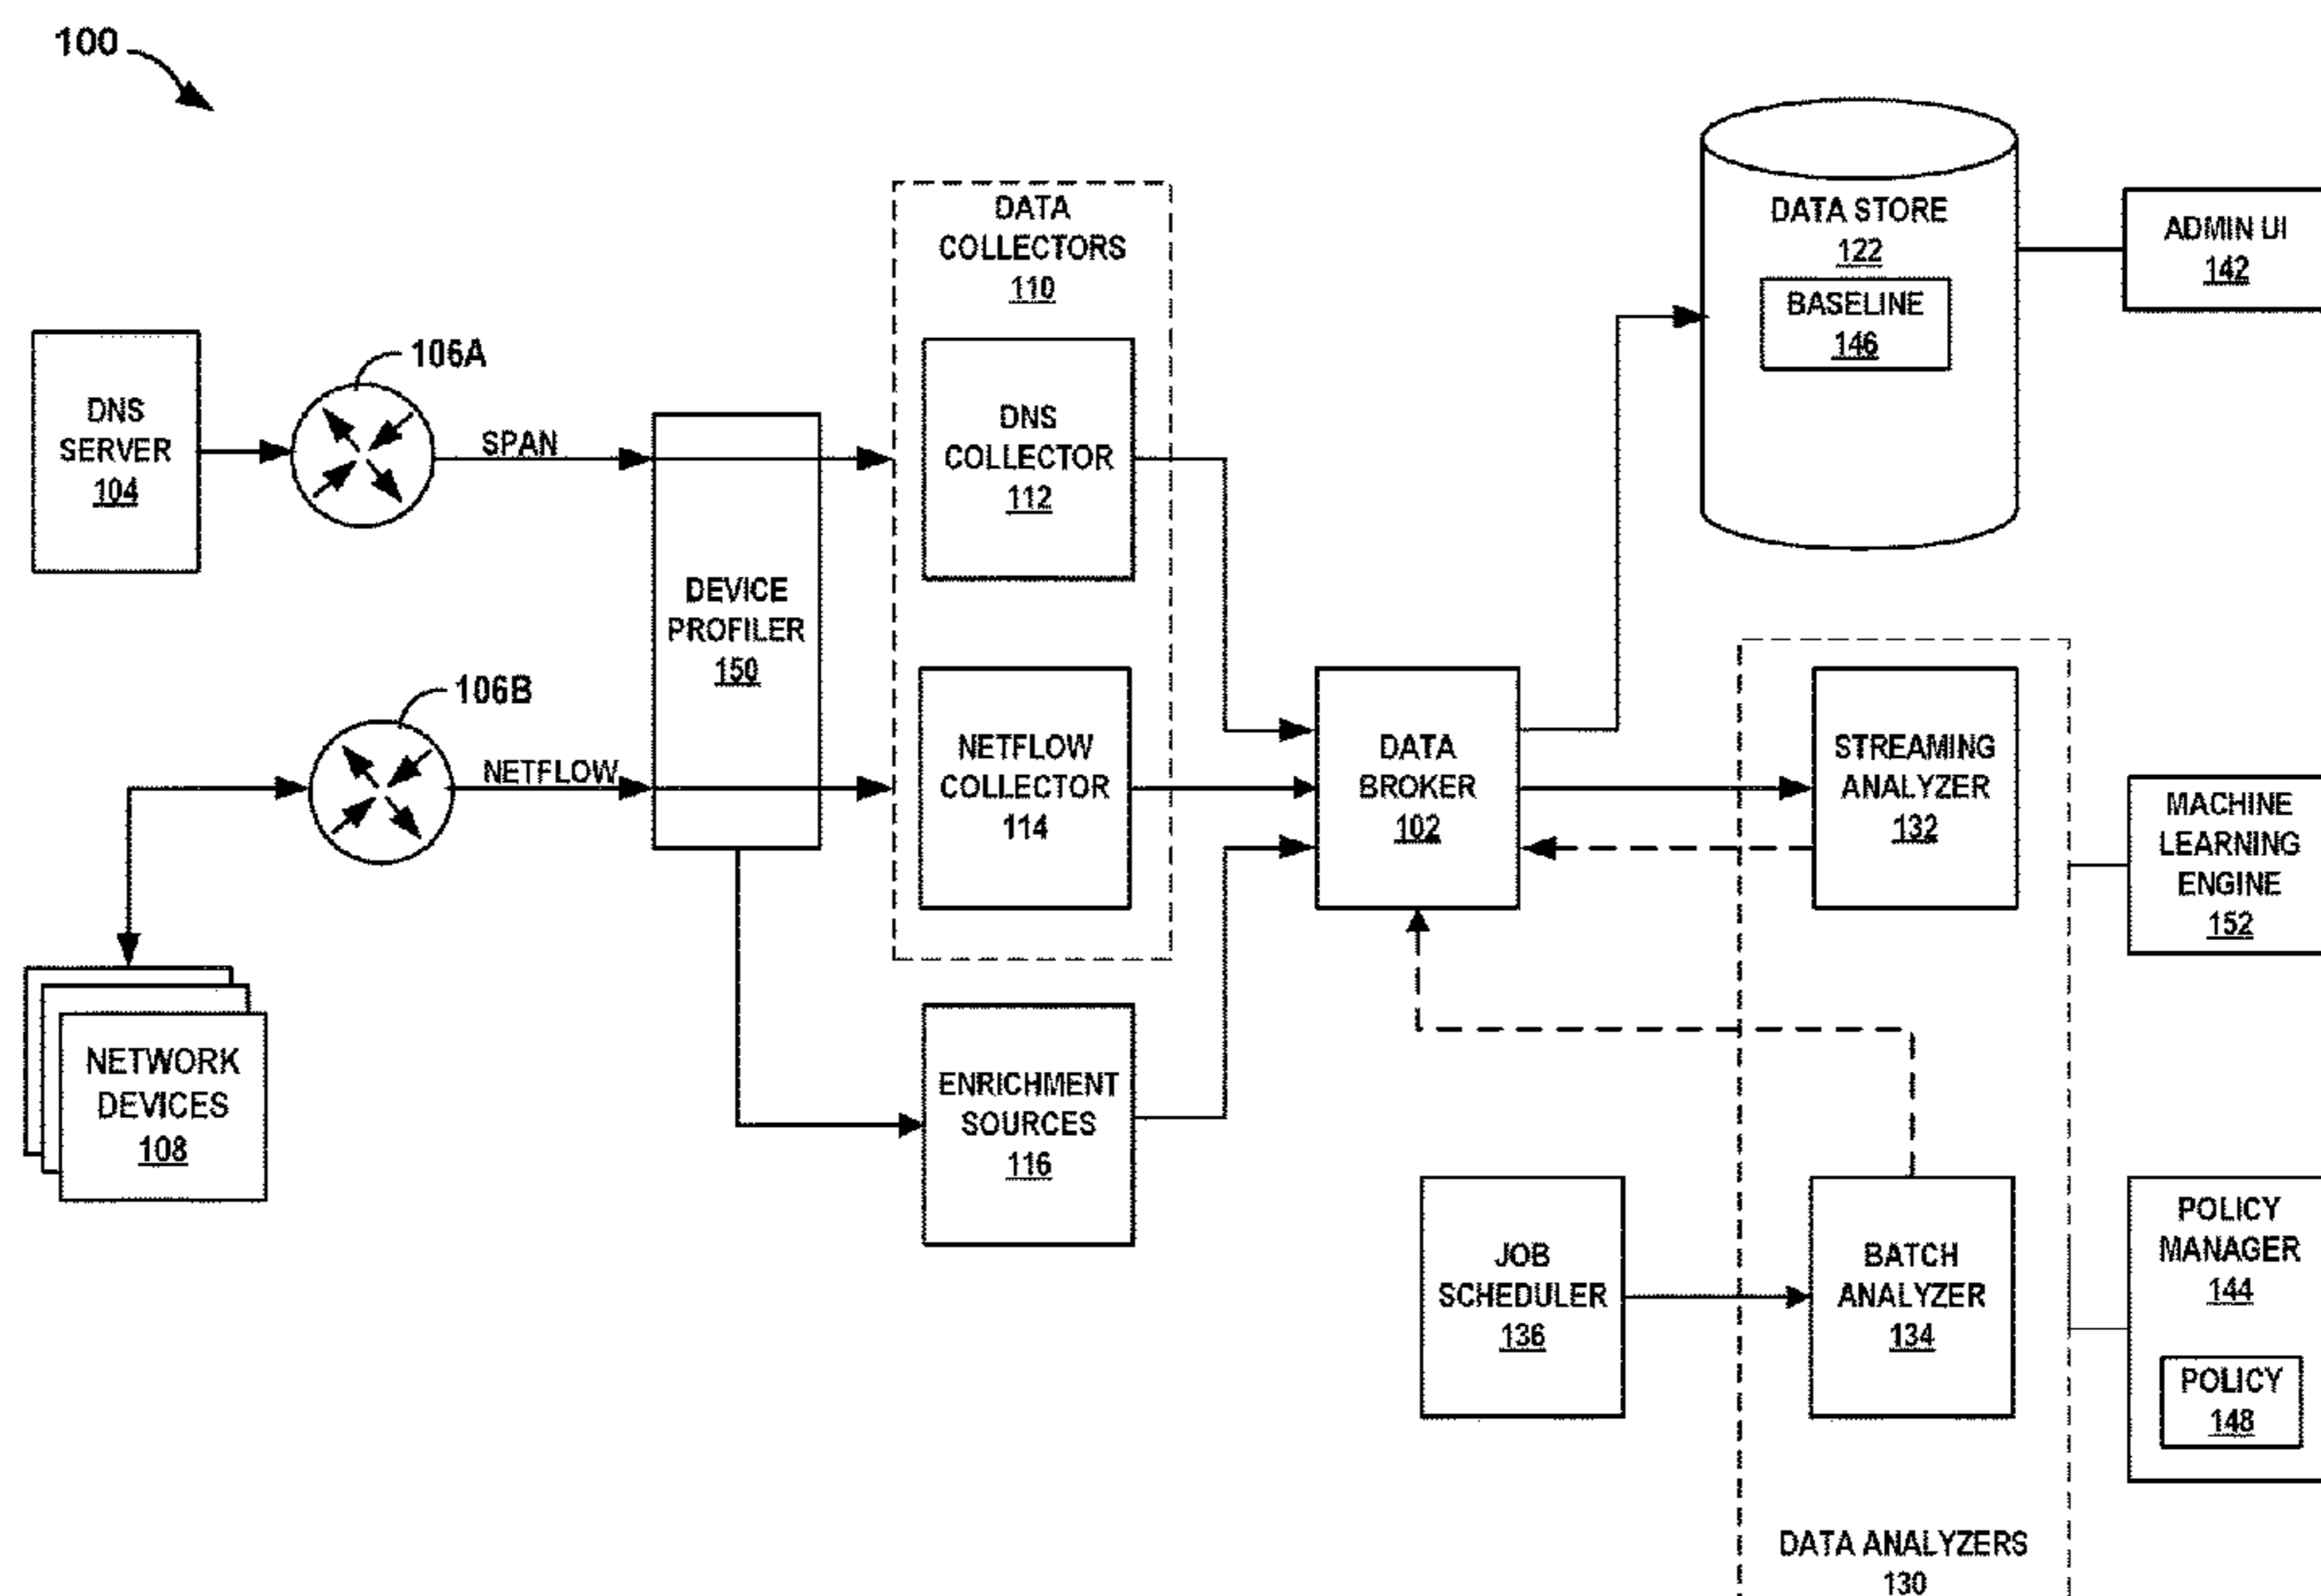 100
DATA
COLLECTORS
110
DATA STORE
122
BASELINE
146
ADMIN UI
142
DNS
SERVER
104
106A
SPAN
DNS
COLLECTOR
112
DEVICE
PROFILER
150
106B
NETFLOW
NETFLOW
COLLECTOR
114
DATA
BROKER
102
STREAMING
ANALYZER
132
MACHINE
LEARNING
ENGINE
152
NETWORK
DEVICES
108
ENRICHMENT
SOURCES
116
JOB
SCHEDULER
136
BATCH
ANALYZER
134
POLICY
MANAGER
144
POLICY
148
DATA ANALYZERS
130